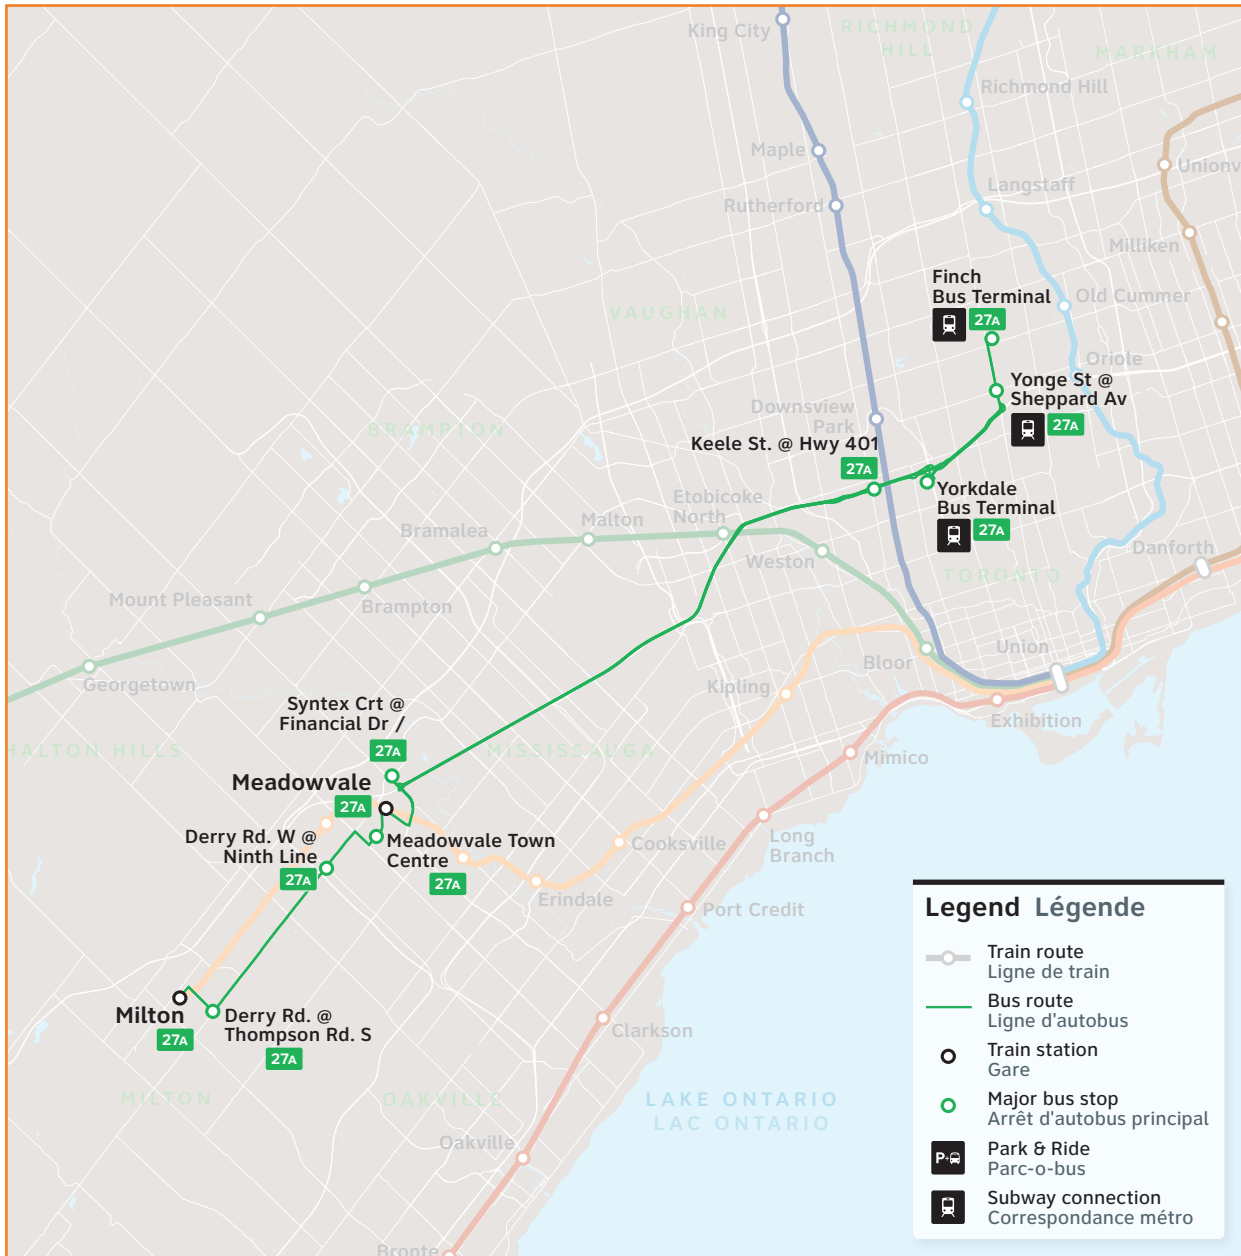 King City
RICHMOND
HILL
MARKHAM
Richmond Hill
Maple
Unionv
Langstaff
Rutherford
Milliken
Finch
Bus Terminal
27A
Old Cummer
VAUGHAN
Oriole
Yonge St @
Sheppard Av
27A
Downsview
Park
BRAMPTON
Keele St. @ Hwy 401
27A
Yorkdale
Bus Terminal
27A
Etobicoke
North
Malton
Bramalea
Weston
Danforth
TORONTO
Mount Pleasant
Brampton
Union
Bloor
Georgetown
Kipling
Exhibition
Syntex Crt @
Financial Dr /
27A
HALTON HILLS
MISSISSAUGA
Mimico
Meadowvale
27A
Derry Rd. W @
Ninth Line
27A
Meadowvale Town
Centre
27A
Cooksville
Long
Branch
Erindale
Port Credit
Milton
27A
Derry Rd. @
Thompson Rd. S
27A
Clarkson
MILTON
OAKVILLE
LAKE ONTARIO
LAC ONTARIO
Oakville
Bronte
Legend Légende
Train route
Ligne de train
Bus route
Ligne d'autobus
Train station
Gare
Major bus stop
Arrêt d'autobus principal
P+
Park & Ride
Parc-o-bus
Subway connection
Correspondance métro